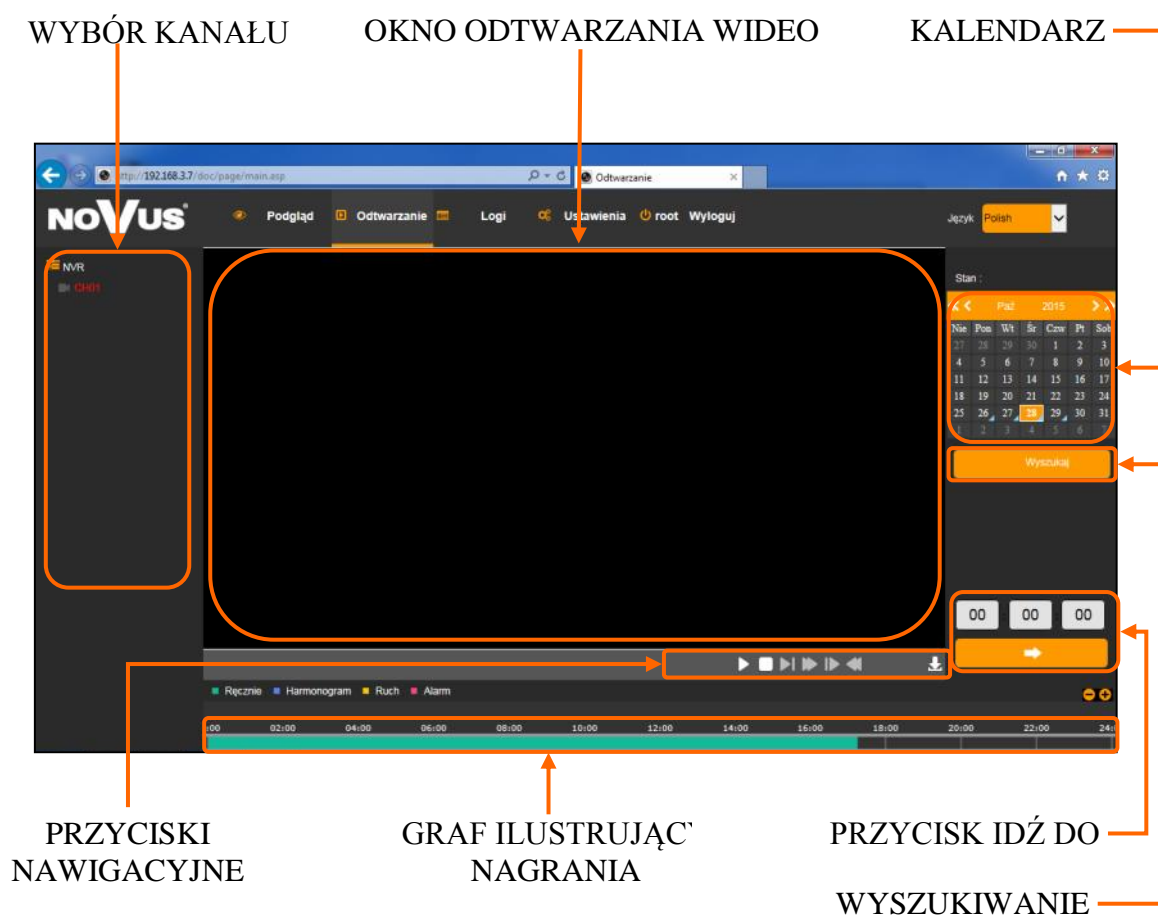 WYBÓR KANAŁU
OKNO ODTWARZANIA WIDEO
KALENDARZ
http://192.168.3.7/doc/page/main.asp
Odtwarzanie
NOVUS®
Podgląd
Odtwarzanie
Logi
Ustawienia
root
Wyloguj
Język
Polish
NVR
CH01
Stan :
Paź 2015
Nie Pon Wt Śr Czw Pt Sob
27 28 29 30 1 2 3
4 5 6 7 8 9 10
11 12 13 14 15 16 17
18 19 20 21 22 23 24
25 26 27 28 29 30 31
1 2 3 4 5 6 7
Wyszukaj
00 00 00
Ręcznie Harmonogram Ruch Alarm
:00 02:00 04:00 06:00 08:00 10:00 12:00 14:00 16:00 18:00 20:00 22:00 24:
PRZYCISKI
NAWIGACYJNE
GRAF ILUSTRUJĄCY
NAGRANIA
PRZYCISK IDŹ DO
WYSZUKIWANIE